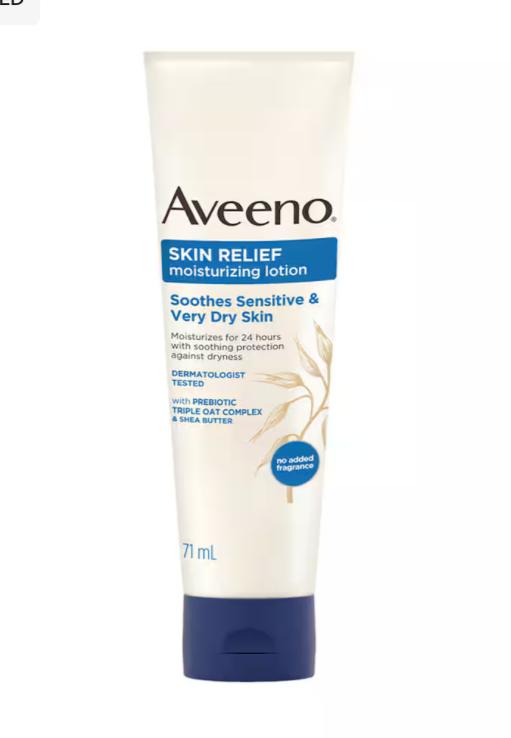 Aveeno®
SKIN RELIEF
moisturizing lotion
Soothes Sensitive &
Very Dry Skin
Moisturizes for 24 hours
with soothing protection
against dryness
DERMATOLOGIST
TESTED
with PREBIOTIC
TRIPLE OAT COMPLEX
& SHEA BUTTER
no added
fragrance
71 mL